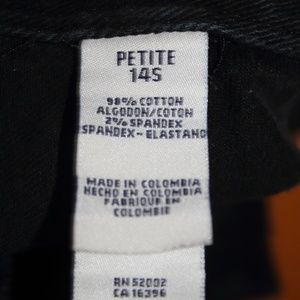 PETITE
14S
98% COTTON
ALGODON/COTON
2% SPANDEX
SPANDEX-ELASTANO
MADE IN COLOMBIA
HECHO EN COLOMBIA
FABRIQUE EN
COLOMBIE
RN 52002
CA 16396